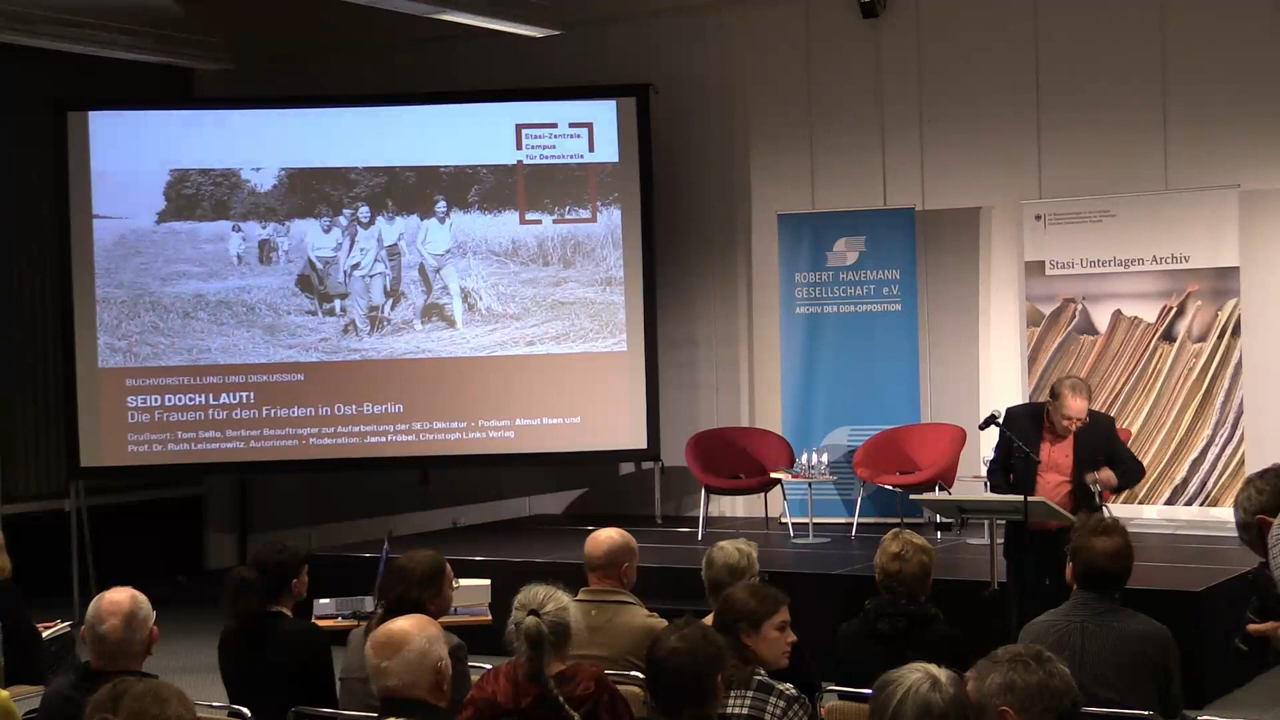 Stasi-Zentrale.
Campus
für Demokratie
BUCHVORSTELLUNG UND DISKUSSION
SEID DOCH LAUT!
Die Frauen für den Frieden in Ost-Berlin
Grußwort: Tom Sello, Berliner Beauftragter zur Aufarbeitung der SED-Diktatur • Podium: Almut Ilsen und
Prof. Dr. Ruth Leiserowitz, Autorinnen • Moderation: Jana Fröbel, Christoph Links Verlag
ROBERT HAVEMANN
GESELLSCHAFT e.V.
ARCHIV DER DDR-OPPOSITION
Stasi-Unterlagen-Archiv